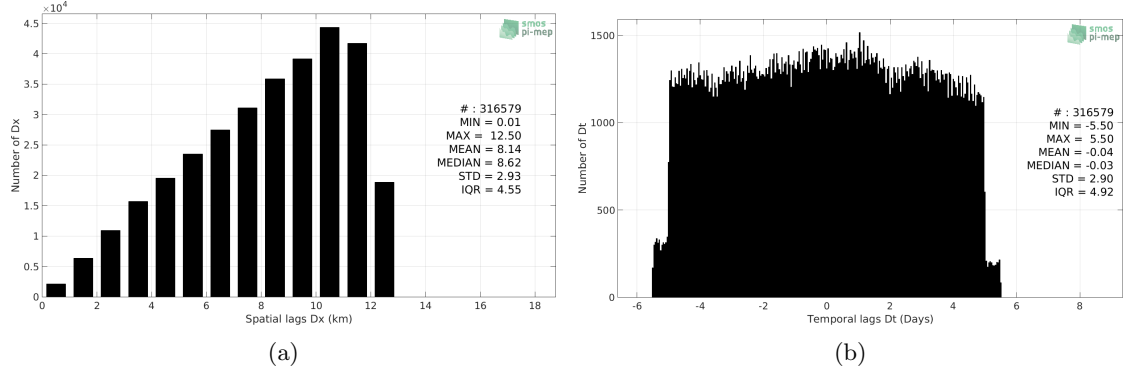 ×10⁴
4.5
4
3.5
3
2.5
2
1.5
1
0.5
0
Number of Dx
0 2 4 6 8 10 12 14 16 18
Spatial lags Dx (km)
smos
pi-mep
# : 316579
MIN = 0.01
MAX = 12.50
MEAN = 8.14
MEDIAN = 8.62
STD = 2.93
IQR = 4.55
(a)
1500
1000
500
0
Number of Dt
-6 -4 -2 0 2 4 6 8
Temporal lags Dt (Days)
smos
pi-mep
# : 316579
MIN = -5.50
MAX = 5.50
MEAN = -0.04
MEDIAN = -0.03
STD = 2.90
IQR = 4.92
(b)